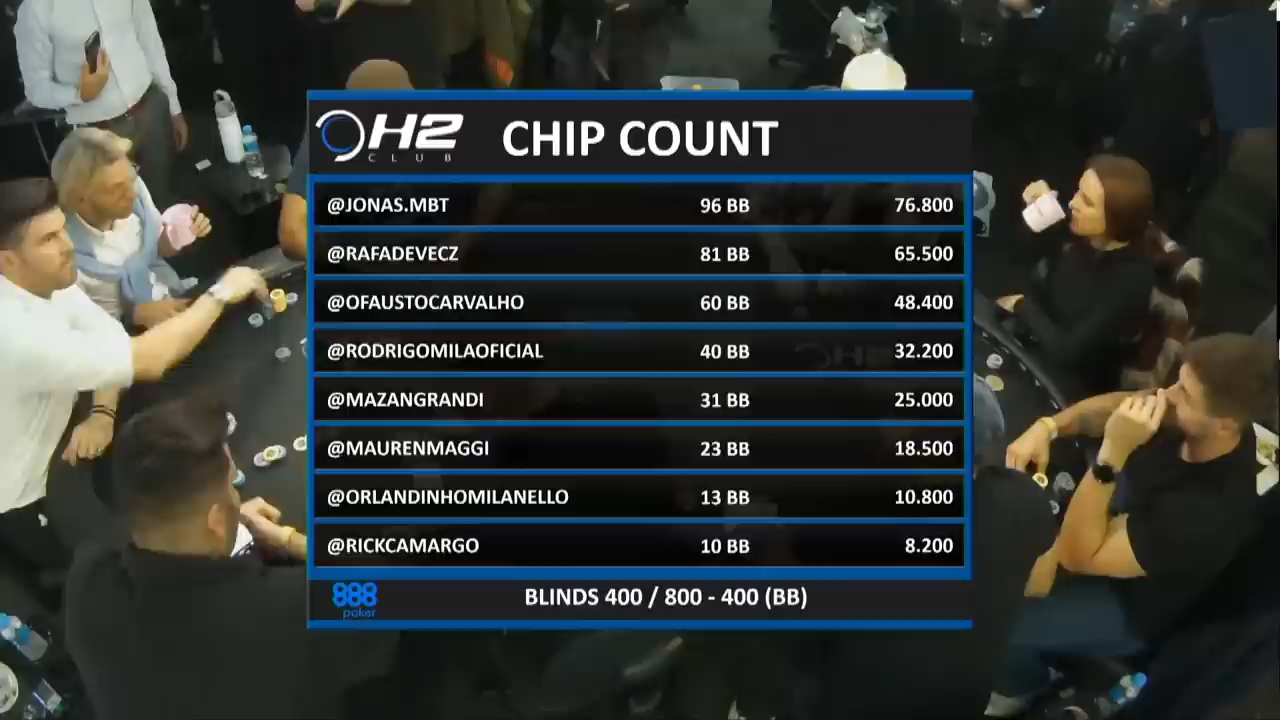 H2 CLUB CHIP COUNT
@JONAS.MBT 96 BB 76.800
@RAFADEVECZ 81 BB 65.500
@OFAUSTOCARVALHO 60 BB 48.400
@RODRIGOMILAOFICIAL 40 BB 32.200
@MAZANGRANDI 31 BB 25.000
@MAURENMAGGI 23 BB 18.500
@ORLANDINHOMILANELLO 13 BB 10.800
@RICKCAMARGO 10 BB 8.200
888 poker BLINDS 400 / 800 - 400 (BB)